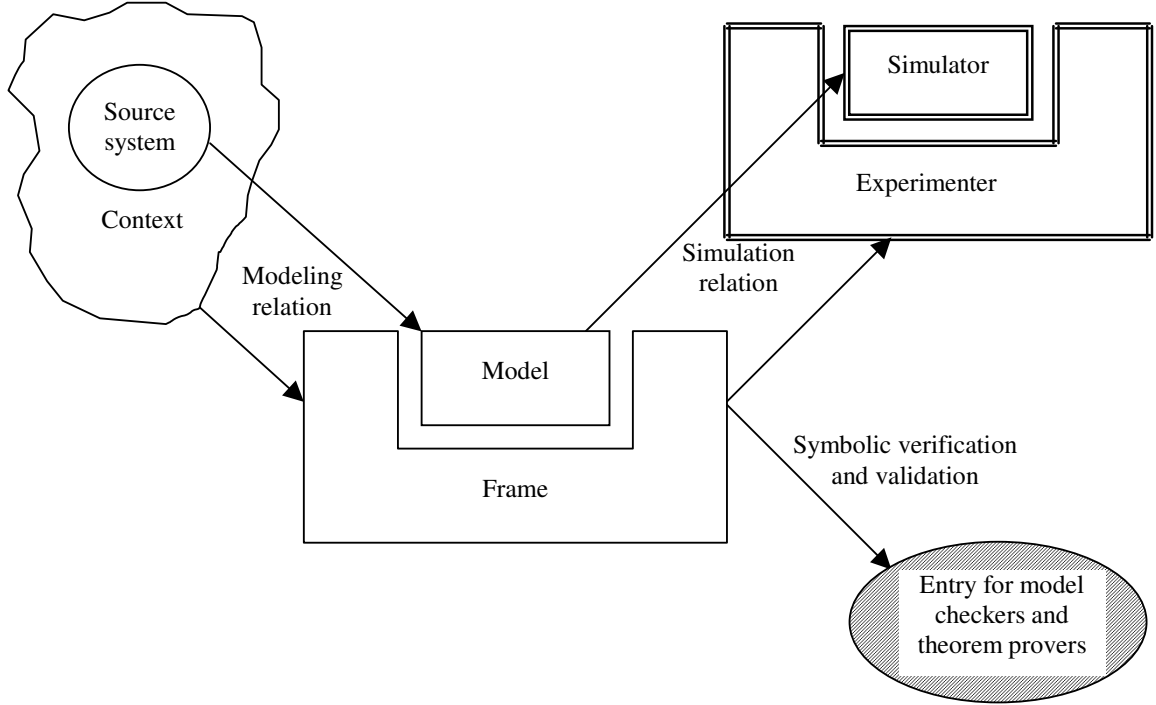 Source
system
Context
Modeling
relation
Model
Frame
Simulation
relation
Simulator
Experimenter
Symbolic verification
and validation
Entry for model
checkers and
theorem provers